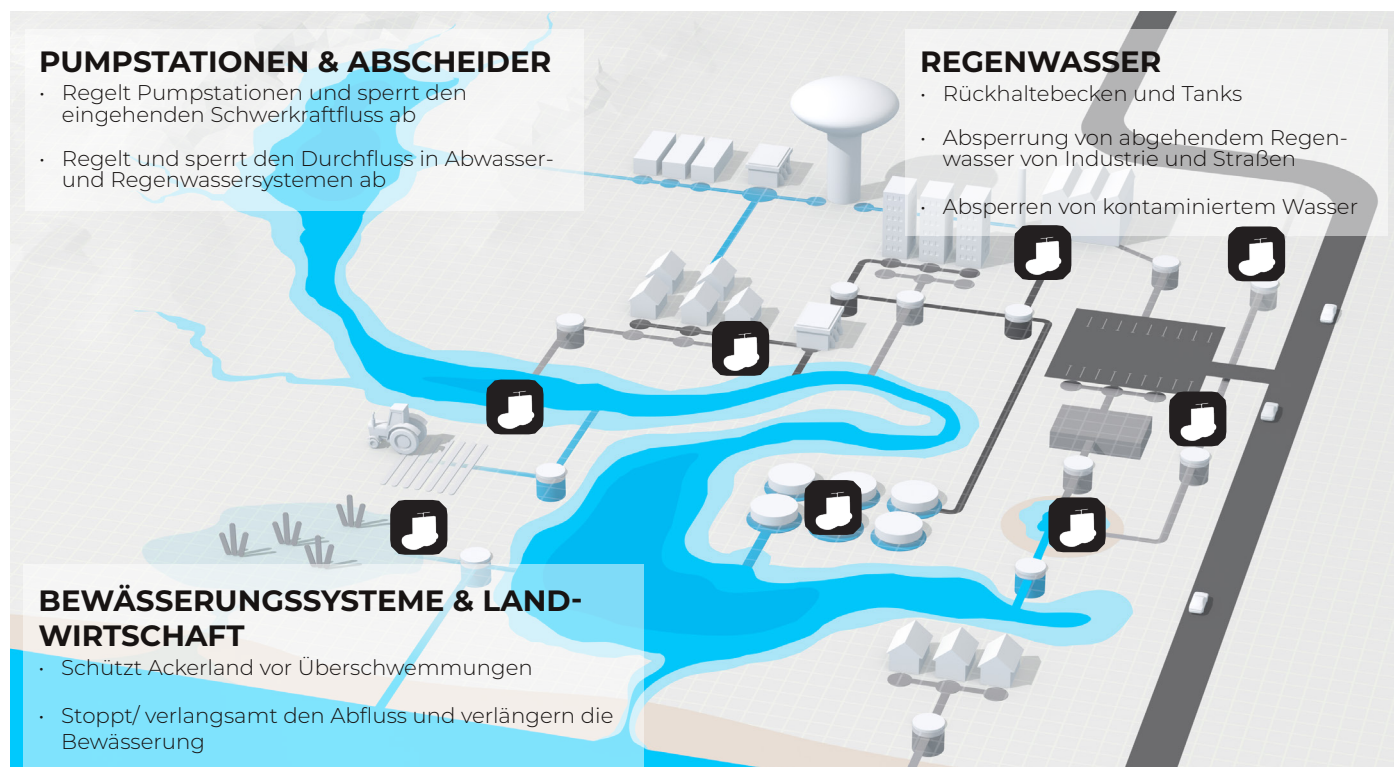 PUMPSTATIONEN & ABSCHEIDER
· Regelt Pumpstationen und sperrt den
eingehenden Schwerkraftfluss ab
· Regelt und sperrt den Durchfluss in Abwasser-
und Regenwassersystemen ab
REGENWASSER
· Rückhaltebecken und Tanks
· Absperrung von abgehendem Regen-
wasser von Industrie und Straßen
· Absperren von kontaminiertem Wasser
BEWÄSSERUNGSSYSTEME & LAND-
WIRTSCHAFT
· Schützt Ackerland vor Überschwemmungen
· Stoppt/ verlangsamt den Abfluss und verlängern die
Bewässerung